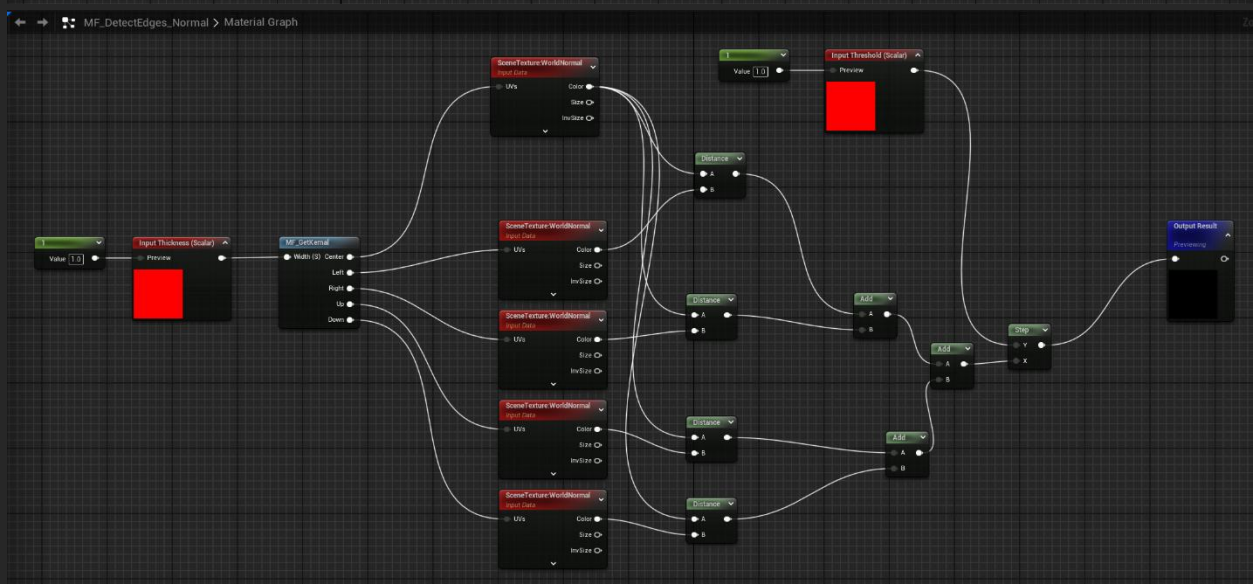 MF_DetectEdges_Normal > Material Graph
SceneTexture:WorldNormal
Input Data
UVs
Color
Size
InvSize
1
Value 1.0
Input Threshold (Scalar)
Preview
Distance
A
B
1
Value 1.0
Input Thickness (Scalar)
Preview
MF_GetKernal
Width (S) Center
Left
Right
Up
Down
SceneTexture:WorldNormal
Input Data
UVs
Color
Size
InvSize
SceneTexture:WorldNormal
Input Data
UVs
Color
Size
InvSize
SceneTexture:WorldNormal
Input Data
UVs
Color
Size
InvSize
SceneTexture:WorldNormal
Input Data
UVs
Color
Size
InvSize
Distance
A
B
Distance
A
B
Distance
A
B
Add
A
B
Add
A
B
Add
A
B
Step
Y
X
Output Result
Previewing